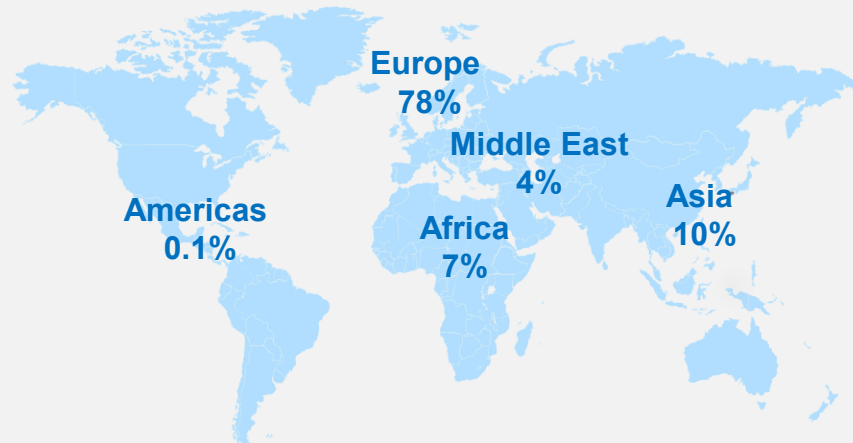 Europe
78%
Middle East
4%
Asia
10%
Americas
0.1%
Africa
7%